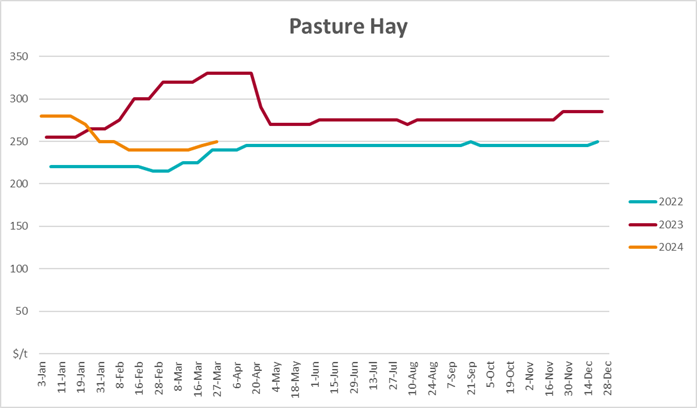 Pasture Hay
350
300
250
200
150
100
50
$/t
3-Jan
11-Jan
19-Jan
31-Jan
8-Feb
16-Feb
28-Feb
8-Mar
16-Mar
27-Mar
6-Apr
20-Apr
4-May
18-May
1-Jun
15-Jun
29-Jun
13-Jul
27-Jul
10-Aug
24-Aug
7-Sep
21-Sep
5-Oct
19-Oct
2-Nov
16-Nov
30-Nov
14-Dec
28-Dec
2022
2023
2024